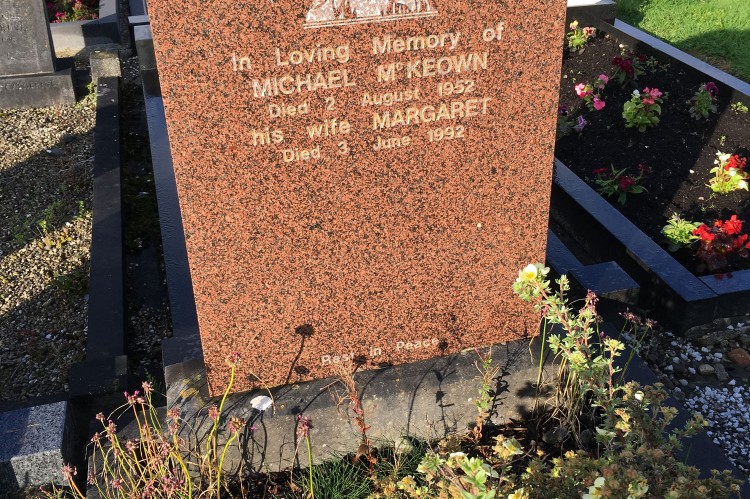 In Loving Memory of
MICHAEL McKEOWN
Died 2 August 1952
his wife MARGARET
Died 3 June 1992
Rest in Peace